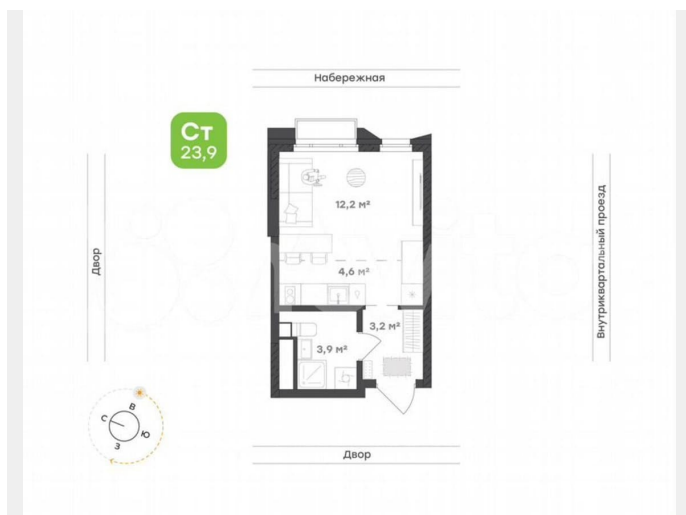 Набережная
Ст
23,9
12,2 м²
4,6 м²
3,2 м²
3,9 м²
Двор
Внутриквартальный проезд
В
С
Ю
З
Двор